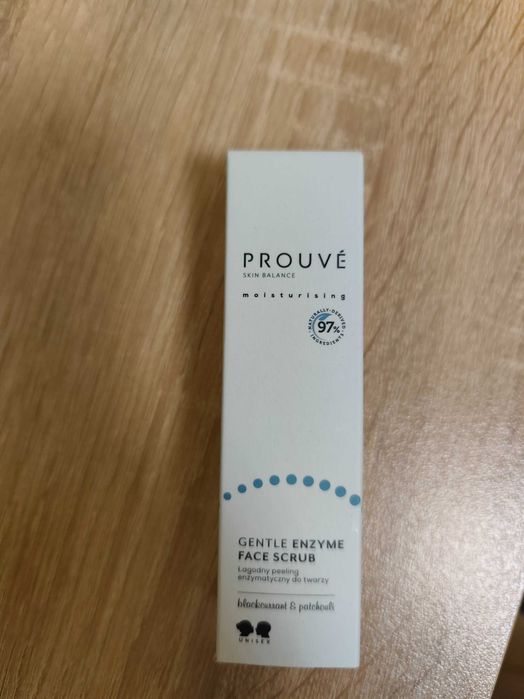 PROUVÉ
SKIN BALANCE
moisturising
NATURALLY-DERIVED
97%
INGREDIENTS
GENTLE ENZYME
FACE SCRUB
Łagodny peeling
enzymatyczny do twarzy
blackcurrant & patchouli
UNISEX